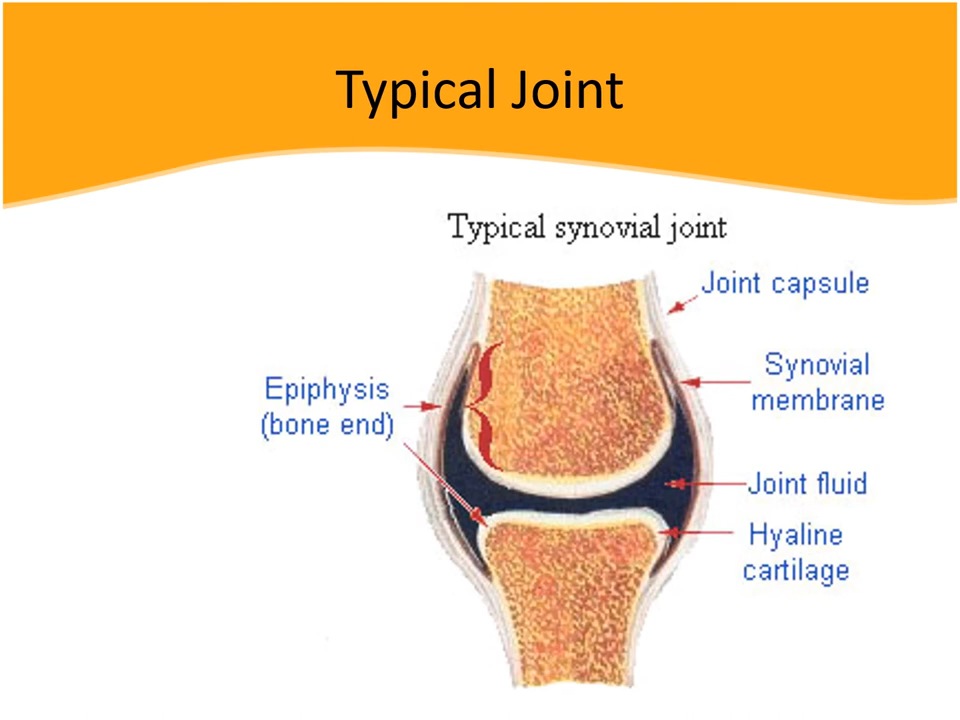 Typical Joint
Typical synovial joint
Joint capsule
Synovial
membrane
Epiphysis
(bone end)
Joint fluid
Hyaline
cartilage